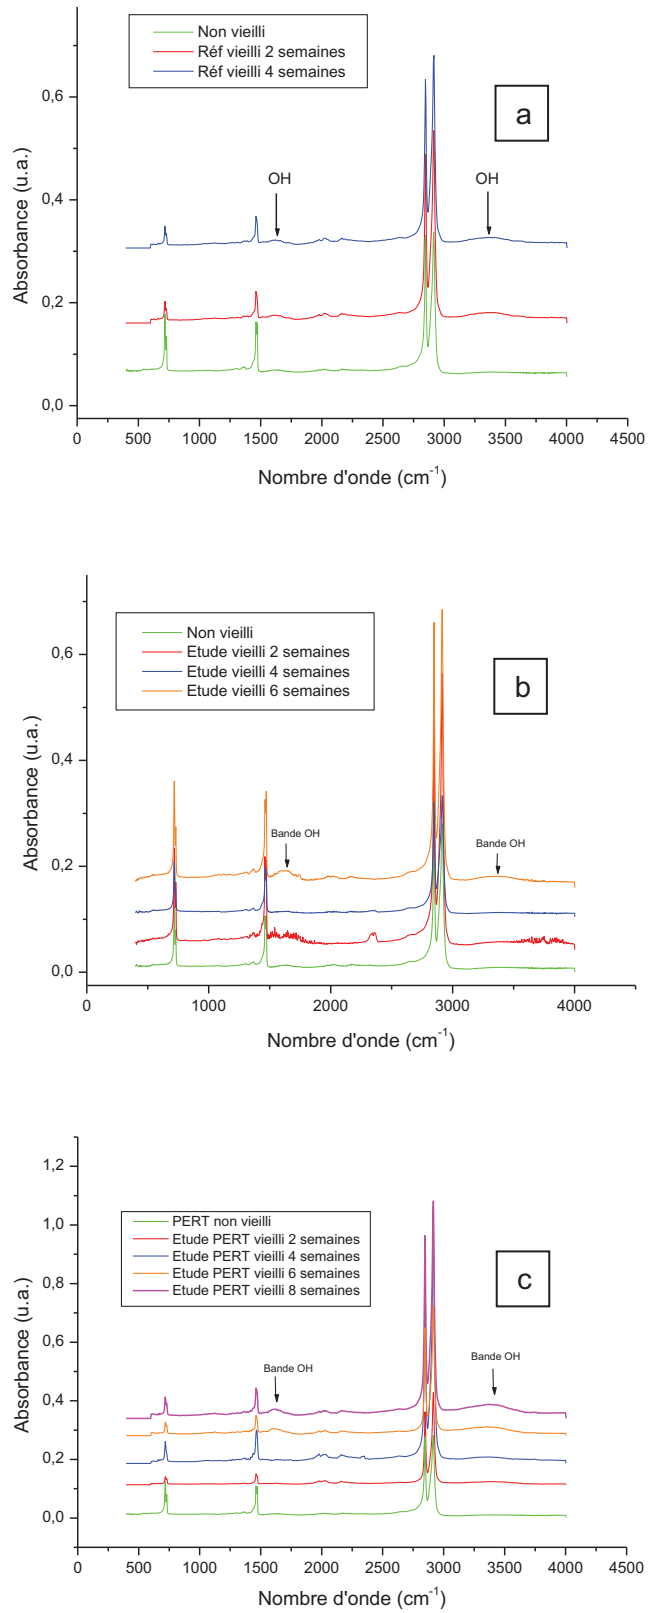 Non vieilli
Réf vieilli 2 semaines
Réf vieilli 4 semaines
a
OH
OH
0,6
0,4
0,2
0,0
Absorbance (u.a.)
0 500 1000 1500 2000 2500 3000 3500 4000 4500
Nombre d'onde (cm-1)
Non vieilli
Etude vieilli 2 semaines
Etude vieilli 4 semaines
Etude vieilli 6 semaines
b
Bande OH
Bande OH
0,6
0,4
0,2
0,0
Absorbance (u.a.)
0 1000 2000 3000 4000
Nombre d'onde (cm-1)
PERT non vieilli
Etude PERT vieilli 2 semaines
Etude PERT vieilli 4 semaines
Etude PERT vieilli 6 semaines
Etude PERT vieilli 8 semaines
c
Bande OH
Bande OH
1,2
1,0
0,8
0,6
0,4
0,2
0,0
Absorbance (u.a.)
0 500 1000 1500 2000 2500 3000 3500 4000 4500
Nombre d'onde (cm-1)